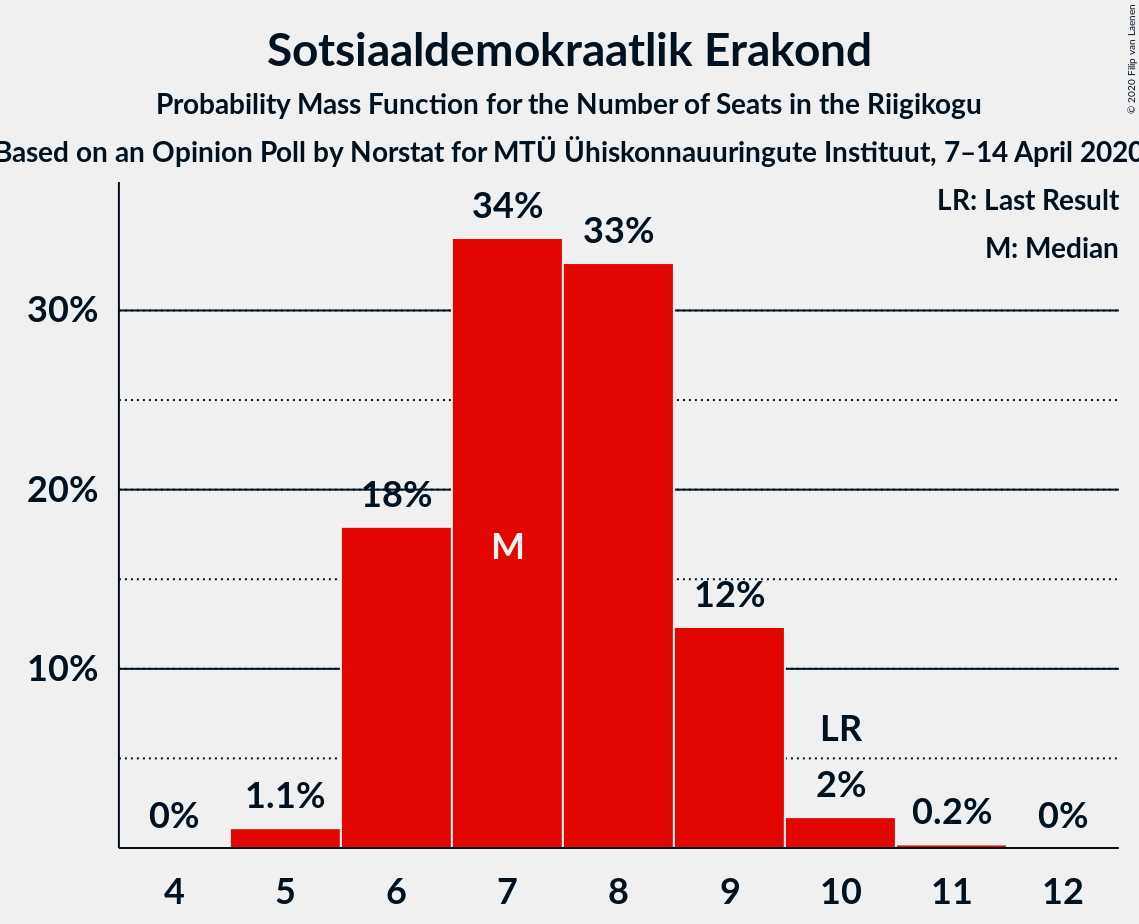 Sotsiaaldemokraatlik Erakond
Probability Mass Function for the Number of Seats in the Riigikogu
Based on an Opinion Poll by Norstat for MTÜ Ühiskonnauuringute Instituut, 7–14 April 2020
© 2020 Filip van Laenen
LR: Last Result
M: Median
34%
33%
30%
20%
18%
M
12%
10%
LR
2%
1.1%
0.2%
0%
0%
4 5 6 7 8 9 10 11 12